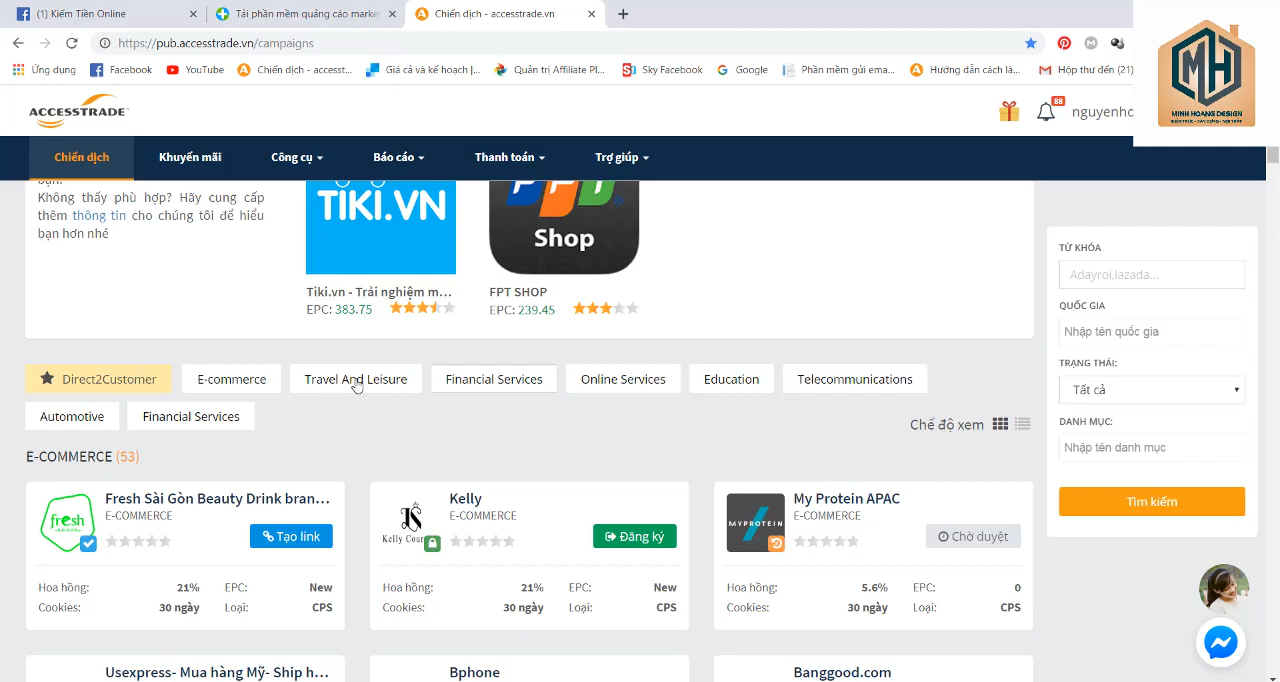 (1) Kiếm Tiền Online
Tải phần mềm quảng cáo market
Chiến dịch - accesstrade.vn
https://pub.accesstrade.vn/campaigns
Ứng dụng
Facebook
YouTube
Chiến dịch - accesst...
Giá cả và kế hoạch |...
Quản trị Affiliate Pl...
Sky Facebook
Google
Phần mềm gửi ema...
Hướng dẫn cách là...
Hộp thư đến (21)
MH
MINH HOANG DESIGN
ACCESSTRADE
88
nguyenho
Chiến dịch
Khuyến mãi
Công cụ
Báo cáo
Thanh toán
Trợ giúp
bạn.
Không thấy phù hợp? Hãy cung cấp
thêm thông tin cho chúng tôi để hiểu
bạn hơn nhé
TIKI.VN
FPT
Shop
Tiki.vn - Trải nghiệm m...
EPC: 383.75
FPT SHOP
EPC: 239.45
TỪ KHÓA
Adayroi,lazada...
QUỐC GIA
Nhập tên quốc gia
TRẠNG THÁI:
Tất cả
DANH MỤC:
Nhập tên danh mục
Tìm kiếm
Direct2Customer
E-commerce
Travel And Leisure
Financial Services
Online Services
Education
Telecommunications
Automotive
Financial Services
Chế độ xem
E-COMMERCE (53)
fresh
Fresh Sài Gòn Beauty Drink bran...
E-COMMERCE
Tạo link
Hoa hồng: 21% EPC: New
Cookies: 30 ngày Loại: CPS
Kelly Cour
Kelly
E-COMMERCE
Đăng ký
Hoa hồng: 21% EPC: New
Cookies: 30 ngày Loại: CPS
MYPROTEIN
My Protein APAC
E-COMMERCE
Chờ duyệt
Hoa hồng: 5.6% EPC: 0
Cookies: 30 ngày Loại: CPS
Usexpress- Mua hàng Mỹ- Ship h...
Bphone
Banggood.com